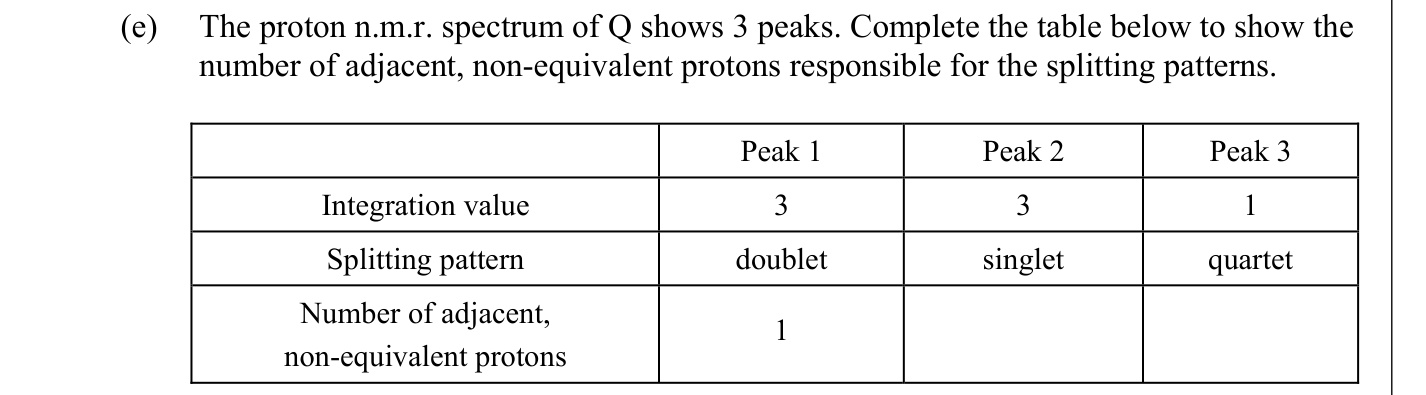 (e) The proton n.m.r. spectrum of Q shows 3 peaks. Complete the table below to show the
number of adjacent, non-equivalent protons responsible for the splitting patterns.
Peak 1 Peak 2 Peak 3
Integration value 3 3 1
Splitting pattern doublet singlet quartet
Number of adjacent,
non-equivalent protons 1